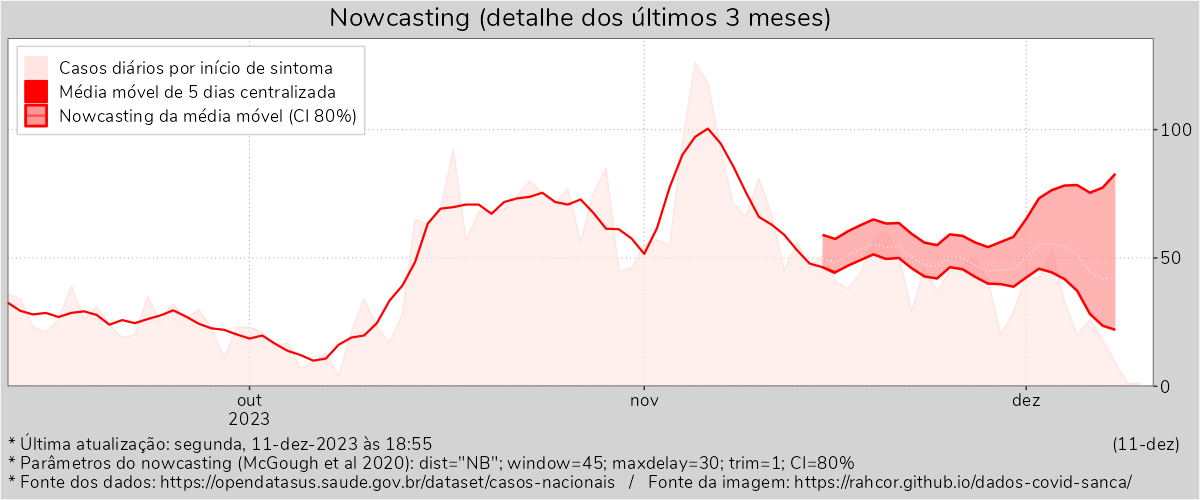 Nowcasting (detalhe dos últimos 3 meses)
Casos diários por início de sintoma
Média móvel de 5 dias centralizada
Nowcasting da média móvel (CI 80%)
100
50
0
out
2023
nov
dez
* Última atualização: segunda, 11-dez-2023 às 18:55
(11-dez)
* Parâmetros do nowcasting (McGough et al 2020): dist="NB"; window=45; maxdelay=30; trim=1; CI=80%
* Fonte dos dados: https://opendatasus.saude.gov.br/dataset/casos-nacionais / Fonte da imagem: https://rahcor.github.io/dados-covid-sanca/